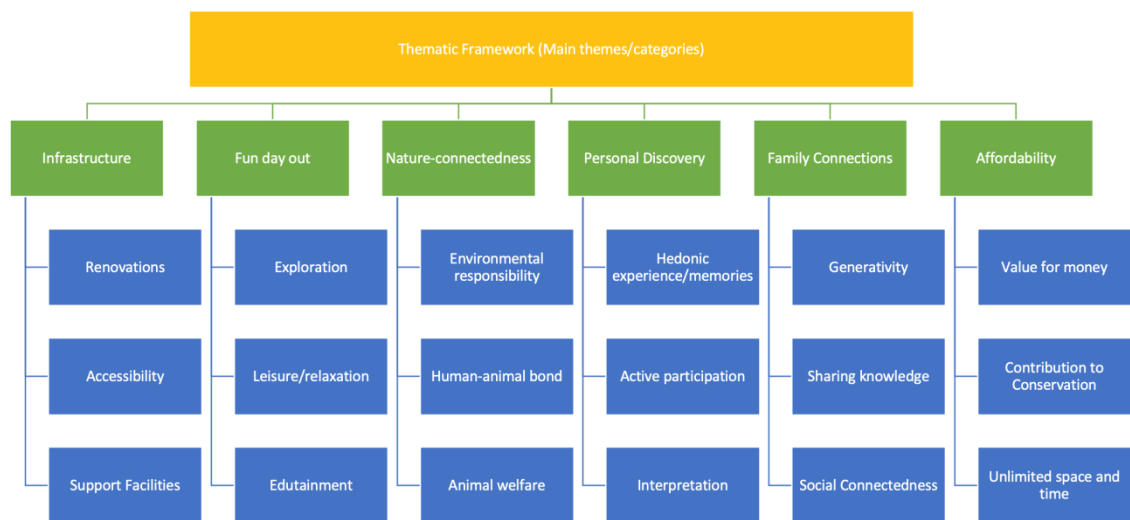 Thematic Framework (Main themes/categories)
Infrastructure
Fun day out
Nature-connectedness
Personal Discovery
Family Connections
Affordability
Renovations
Exploration
Environmental
responsibility
Hedonic
experience/memories
Generativity
Value for money
Accessibility
Leisure/relaxation
Human-animal bond
Active participation
Sharing knowledge
Contribution to
Conservation
Support Facilities
Edutainment
Animal welfare
Interpretation
Social Connectedness
Unlimited space and
time